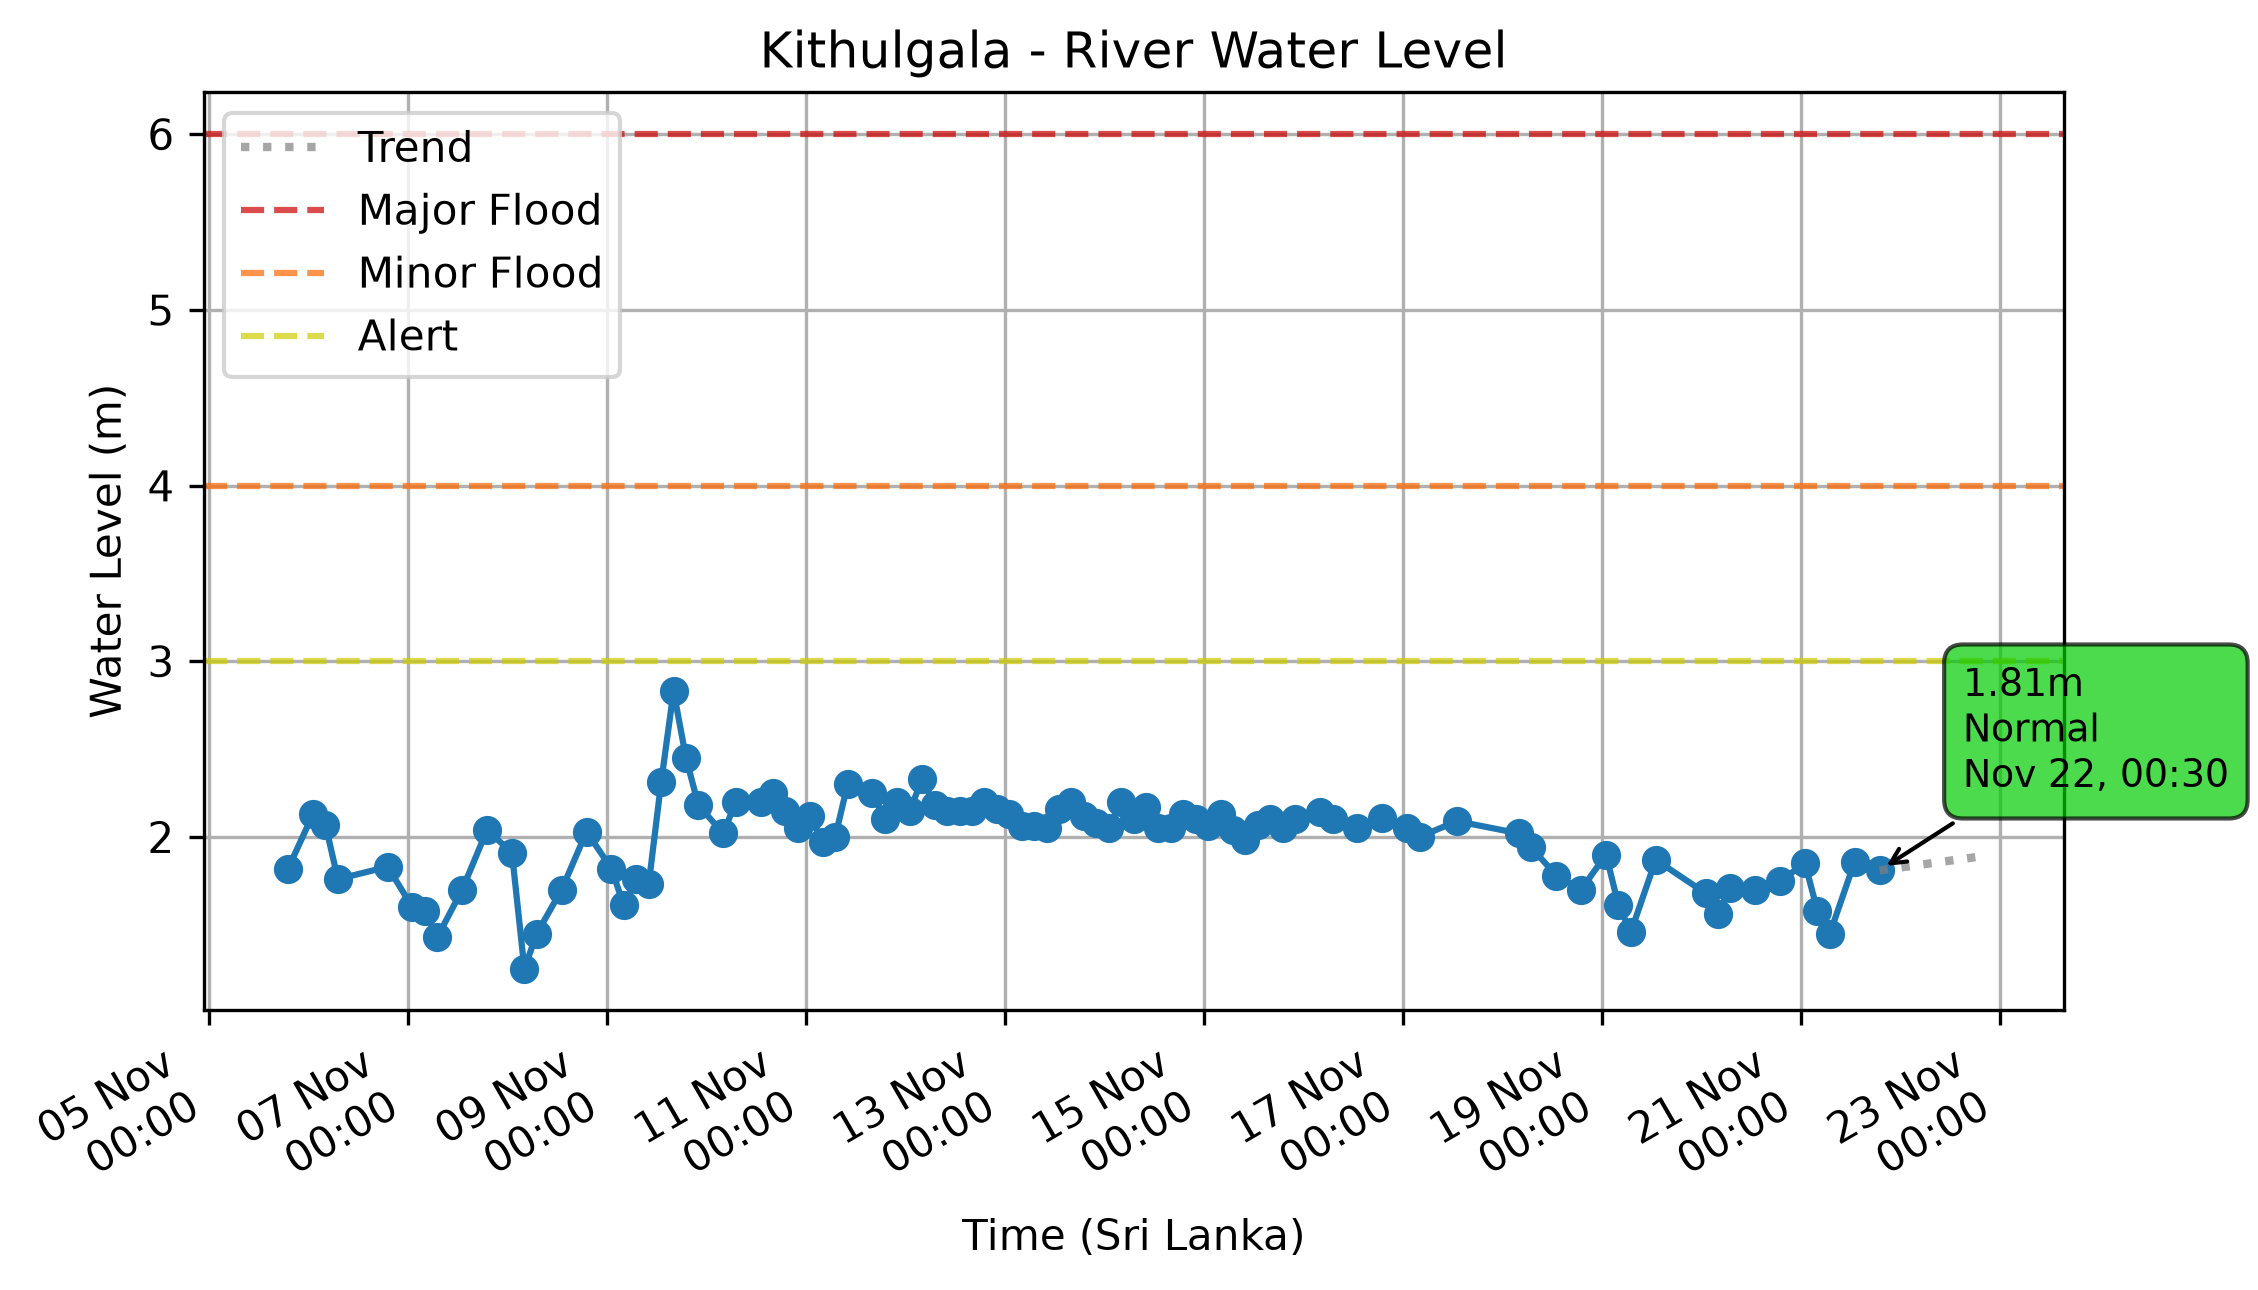 Kithulgala - River Water Level
Trend
Major Flood
Minor Flood
Alert
6
5
4
3
2
Water Level (m)
1.81m
Normal
Nov 22, 00:30
05 Nov
00:00
07 Nov
00:00
09 Nov
00:00
11 Nov
00:00
13 Nov
00:00
15 Nov
00:00
17 Nov
00:00
19 Nov
00:00
21 Nov
00:00
23 Nov
00:00
Time (Sri Lanka)